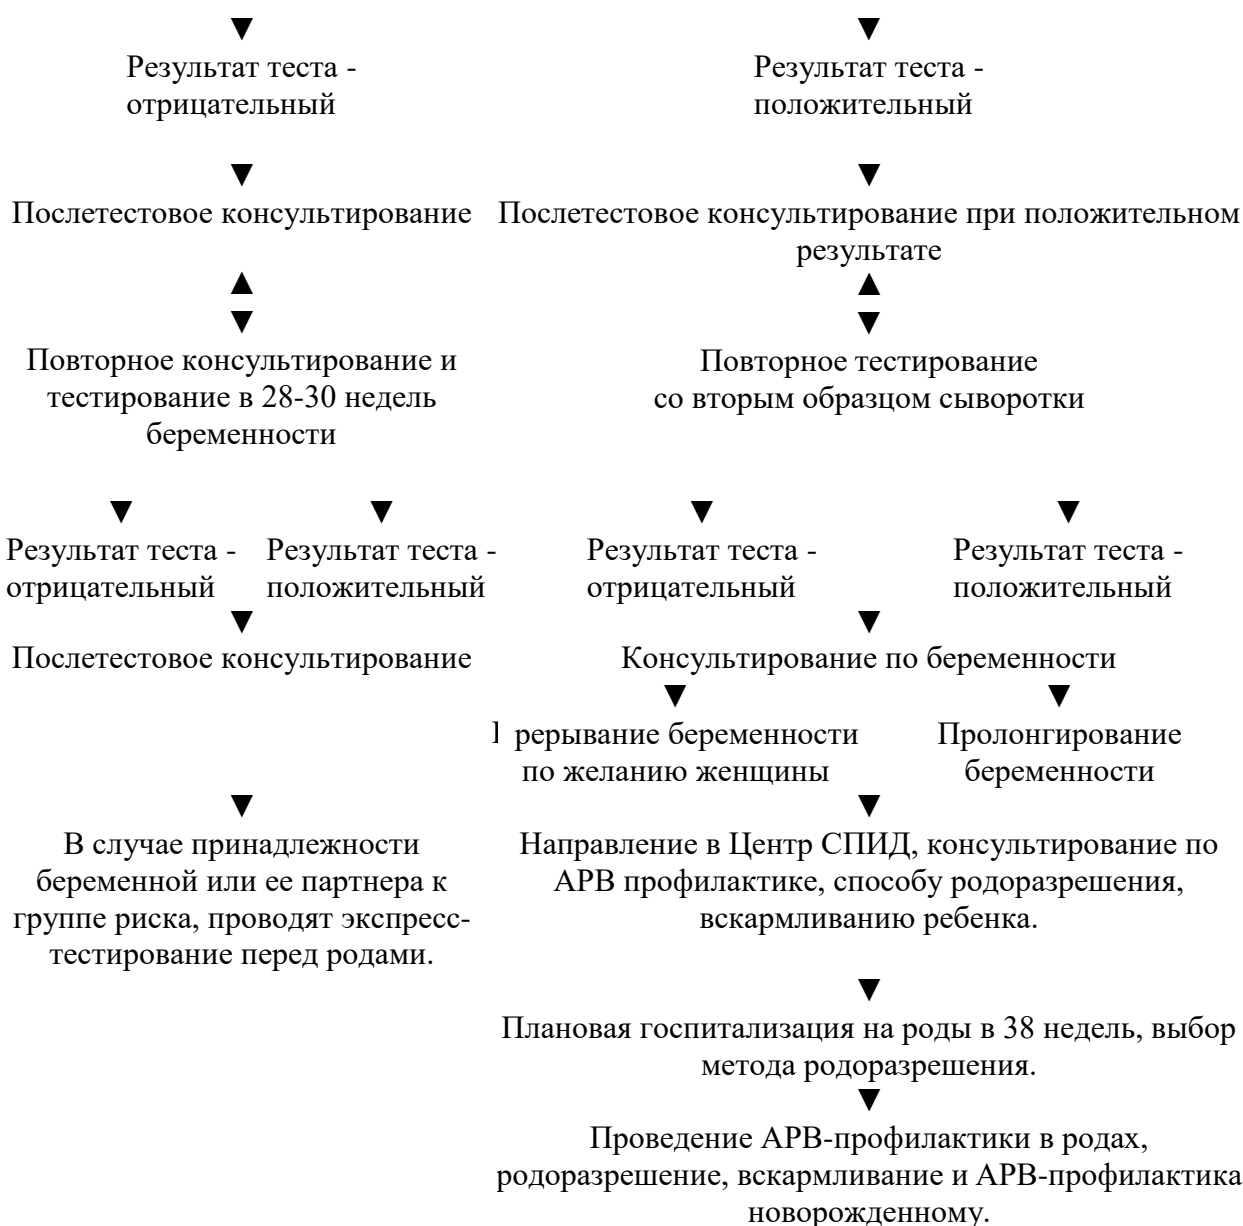 Результат теста -
отрицательный
Результат теста -
положительный
Послетестовое консультирование
Послетестовое консультирование при положительном
результате
Повторное консультирование и
тестирование в 28-30 недель
беременности
Повторное тестирование
со вторым образцом сыворотки
Результат теста -
отрицательный
Результат теста -
положительный
Результат теста -
отрицательный
Результат теста -
положительный
Послетестовое консультирование
Консультирование по беременности
рерывание беременности
по желанию женщины
Пролонгирование
беременности
В случае принадлежности
беременной или ее партнера к
группе риска, проводят экспресс-
тестирование перед родами.
Направление в Центр СПИД, консультирование по
АРВ профилактике, способу родоразрешения,
вскармливанию ребенка.
Плановая госпитализация на роды в 38 недель, выбор
метода родоразрешения.
Проведение АРВ-профилактики в родах,
родоразрешение, вскармливание и АРВ-профилактика
новорожденному.